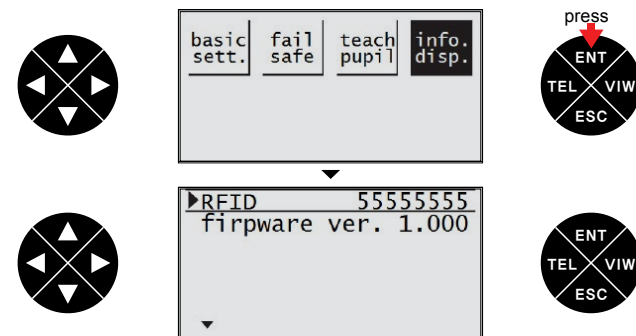 press
basic sett. fail safe teach pupil info. disp.
ENT
TEL VIW
ESC
RFID 55555555
firpware ver. 1.000
ENT
TEL VIW
ESC